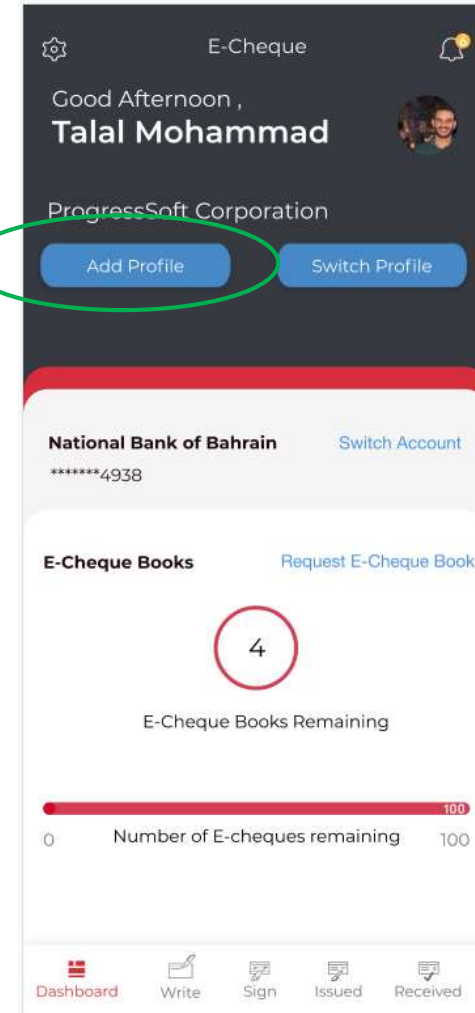 E-Cheque
6
Good Afternoon ,
Talal Mohammad
ProgressSoft Corporation
Add Profile Switch Profile
National Bank of Bahrain Switch Account
*******4938
E-Cheque Books Request E-Cheque Book
4
E-Cheque Books Remaining
100
0 Number of E-cheques remaining 100
Dashboard Write Sign Issued Received